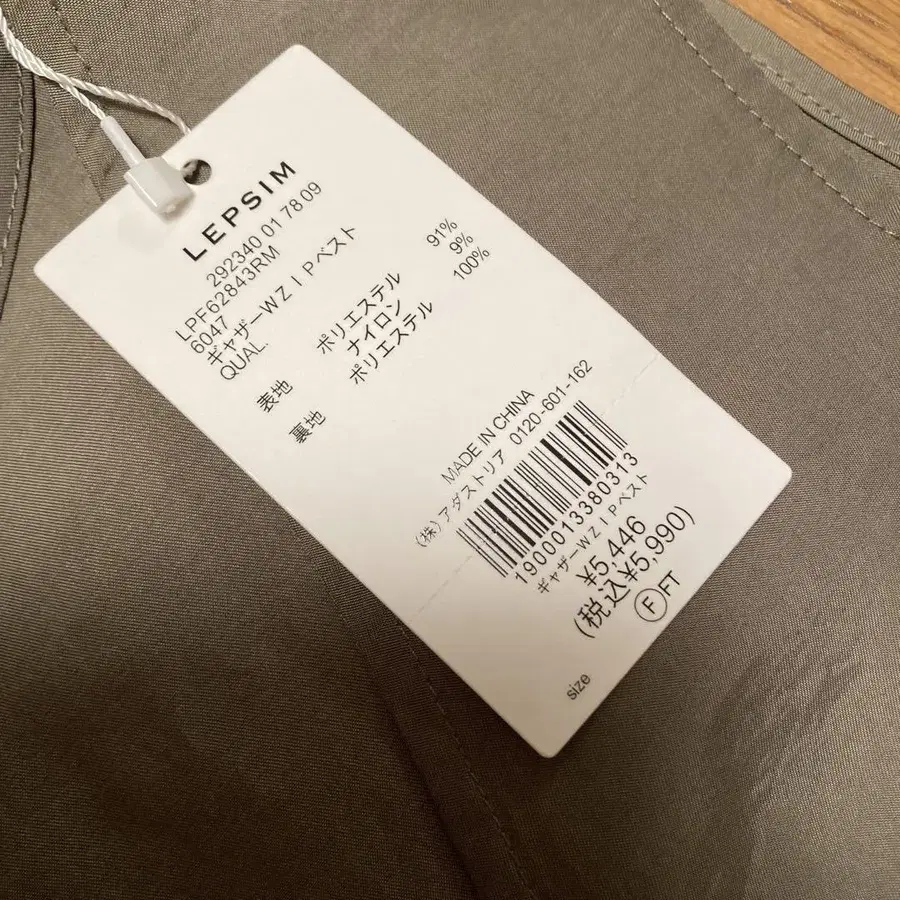 LEPSIM
292340 01 78 09
LPF62843RM
6047
ギャザーWZIPベスト
QUAL.
表地 ポリエステル 91%
ナイロン 9%
裏地 ポリエステル 100%
MADE IN CHINA
(株)アダストリア 0120-601-162
1900013380313
ギャザーWZIPベスト
¥5,446
(税込¥5,990)
F FT
size